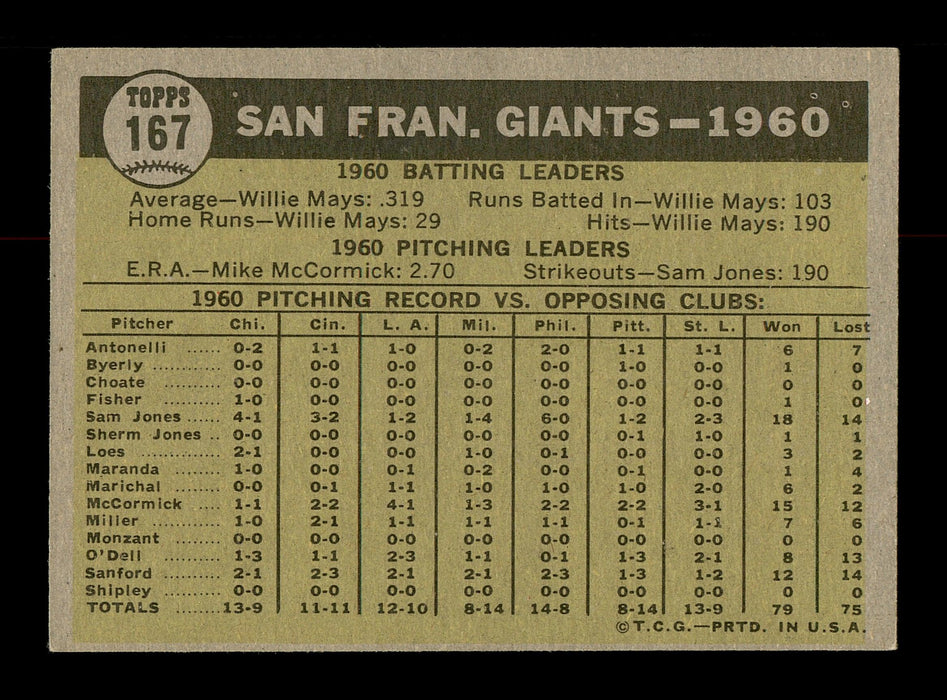 TOPPS
167
SAN FRAN. GIANTS—1960
1960 BATTING LEADERS
Average—Willie Mays: .319 Runs Batted In—Willie Mays: 103
Home Runs—Willie Mays: 29 Hits—Willie Mays: 190
1960 PITCHING LEADERS
E.R.A.—Mike McCormick: 2.70 Strikeouts—Sam Jones: 190
1960 PITCHING RECORD VS. OPPOSING CLUBS:
Pitcher Chi. Cin. L. A. Mil. Phil. Pitt. St. L. Won Lost
Antonelli ...... 0-2 1-1 1-0 0-2 2-0 1-1 1-1 6 7
Byerly ............ 0-0 0-0 0-0 0-0 0-0 1-0 0-0 1 0
Choate ............ 0-0 0-0 0-0 0-0 0-0 0-0 0-0 0 0
Fisher ............ 1-0 0-0 0-0 0-0 0-0 0-0 0-0 1 0
Sam Jones ...... 4-1 3-2 1-2 1-4 6-0 1-2 2-3 18 14
Sherm Jones .. 0-0 0-0 0-0 0-0 0-0 0-1 1-0 1 1
Loes ............ 2-1 0-0 0-0 1-0 0-1 0-0 0-0 3 2
Maranda ........ 1-0 0-0 0-1 0-2 0-0 0-1 0-0 1 4
Marichal ........ 0-0 0-1 1-1 1-0 1-0 1-0 2-0 6 2
McCormick .... 1-1 2-2 4-1 1-3 2-2 2-2 3-1 15 12
Miller ............ 1-0 2-1 1-1 1-1 1-1 0-1 1-1 7 6
Monzant ........ 0-0 0-0 0-0 0-0 0-0 0-0 0-0 0 0
O'Dell .......... 1-3 1-1 2-3 1-1 0-1 1-3 2-1 8 13
Sanford .......... 2-1 2-3 2-1 2-1 2-3 1-3 1-2 12 14
Shipley .......... 0-0 0-0 0-0 0-0 0-0 0-0 0-0 0 0
TOTALS ........ 13-9 11-11 12-10 8-14 14-8 8-14 13-9 79 75
©T.C.G.—PRTD. IN U.S.A.